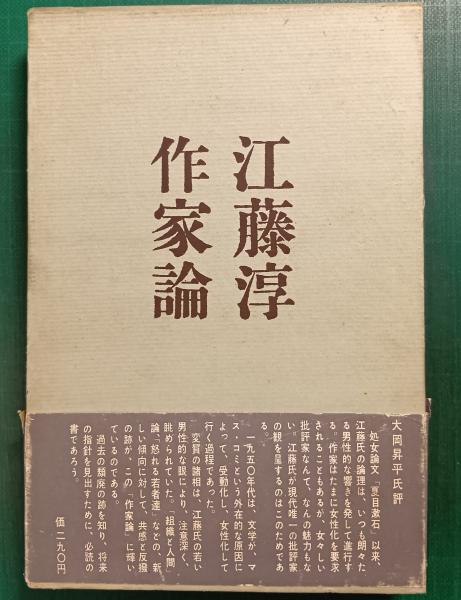 江藤淳
作家論
大岡昇平氏評
処女論文「夏目漱石」以来、
江藤氏の論理は、いつも朗々た
る男性的な響きを発して進行す
る。作家はたまに女性化を要求
されることもあるが、女々しい
批評家なんて、なんの魅力もな
い。江藤氏が現代唯一の批評家
の観を呈するのはこのためであ
る。
一九五〇年代は、文学が、マ
ス・コミという外在的な原因に
よって、受動化し、女性化して
行く過程であった。
変質の諸相は、江藤氏の若い
男性的な眼により、注意深く、
眺められていた。「組織と人間
論」「怒れる若者達」などの、新
しい傾向に対して、共感と反撥
の跡が、この「作家論」に輝い
ているのである。
過去の頽廃の跡を知り、将来
の指針を見出すために、必読の
書であろう。
価 二九〇円